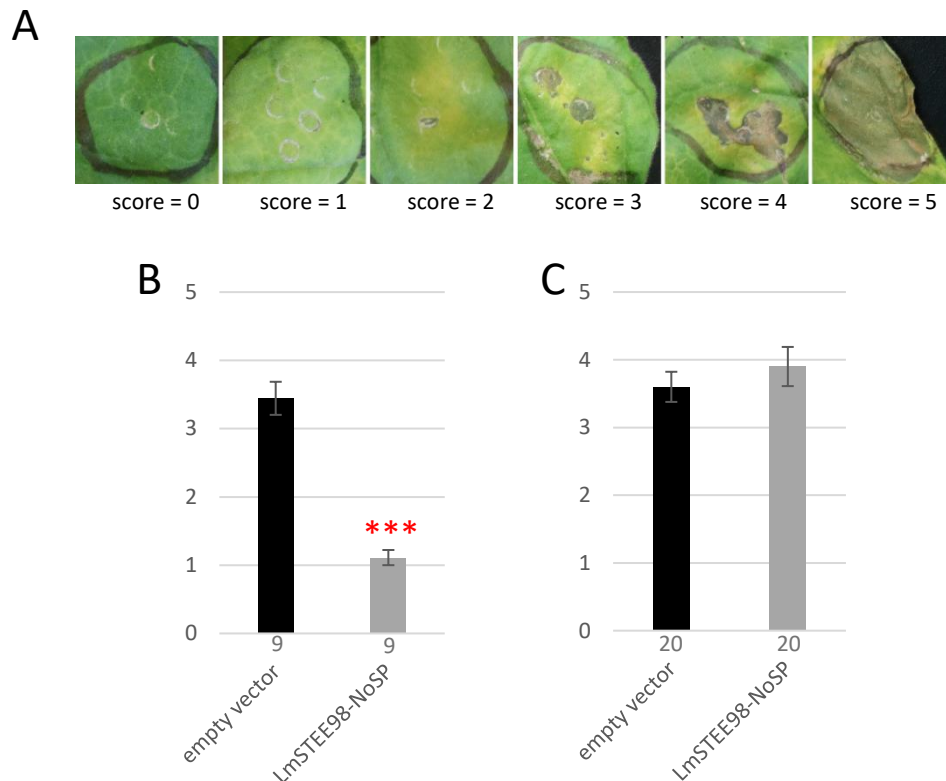 A
score = 0 score = 1 score = 2 score = 3 score = 4 score = 5
B
5
4
3
2
1
0
***
9 9
empty vector
LmSTEE98-NoSP
C
5
4
3
2
1
0
20 20
empty vector
LmSTEE98-NoSP